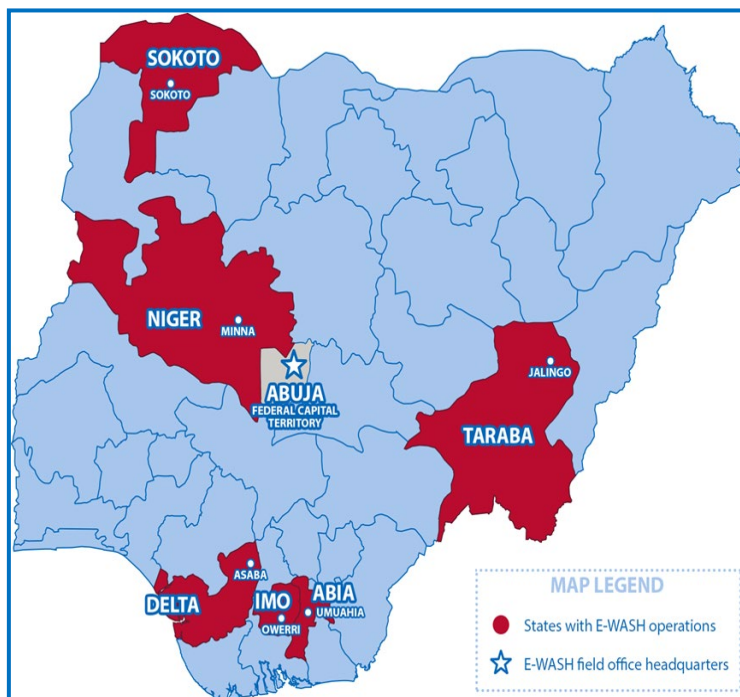 SOKOTO
SOKOTO
NIGER
MINNA
ABUJA
FEDERAL CAPITAL
TERRITORY
JALINGO
TARABA
ASABA
DELTA
IMO
OWERRI
ABIA
UMUAHIA
MAP LEGEND
States with E-WASH operations
E-WASH field office headquarters